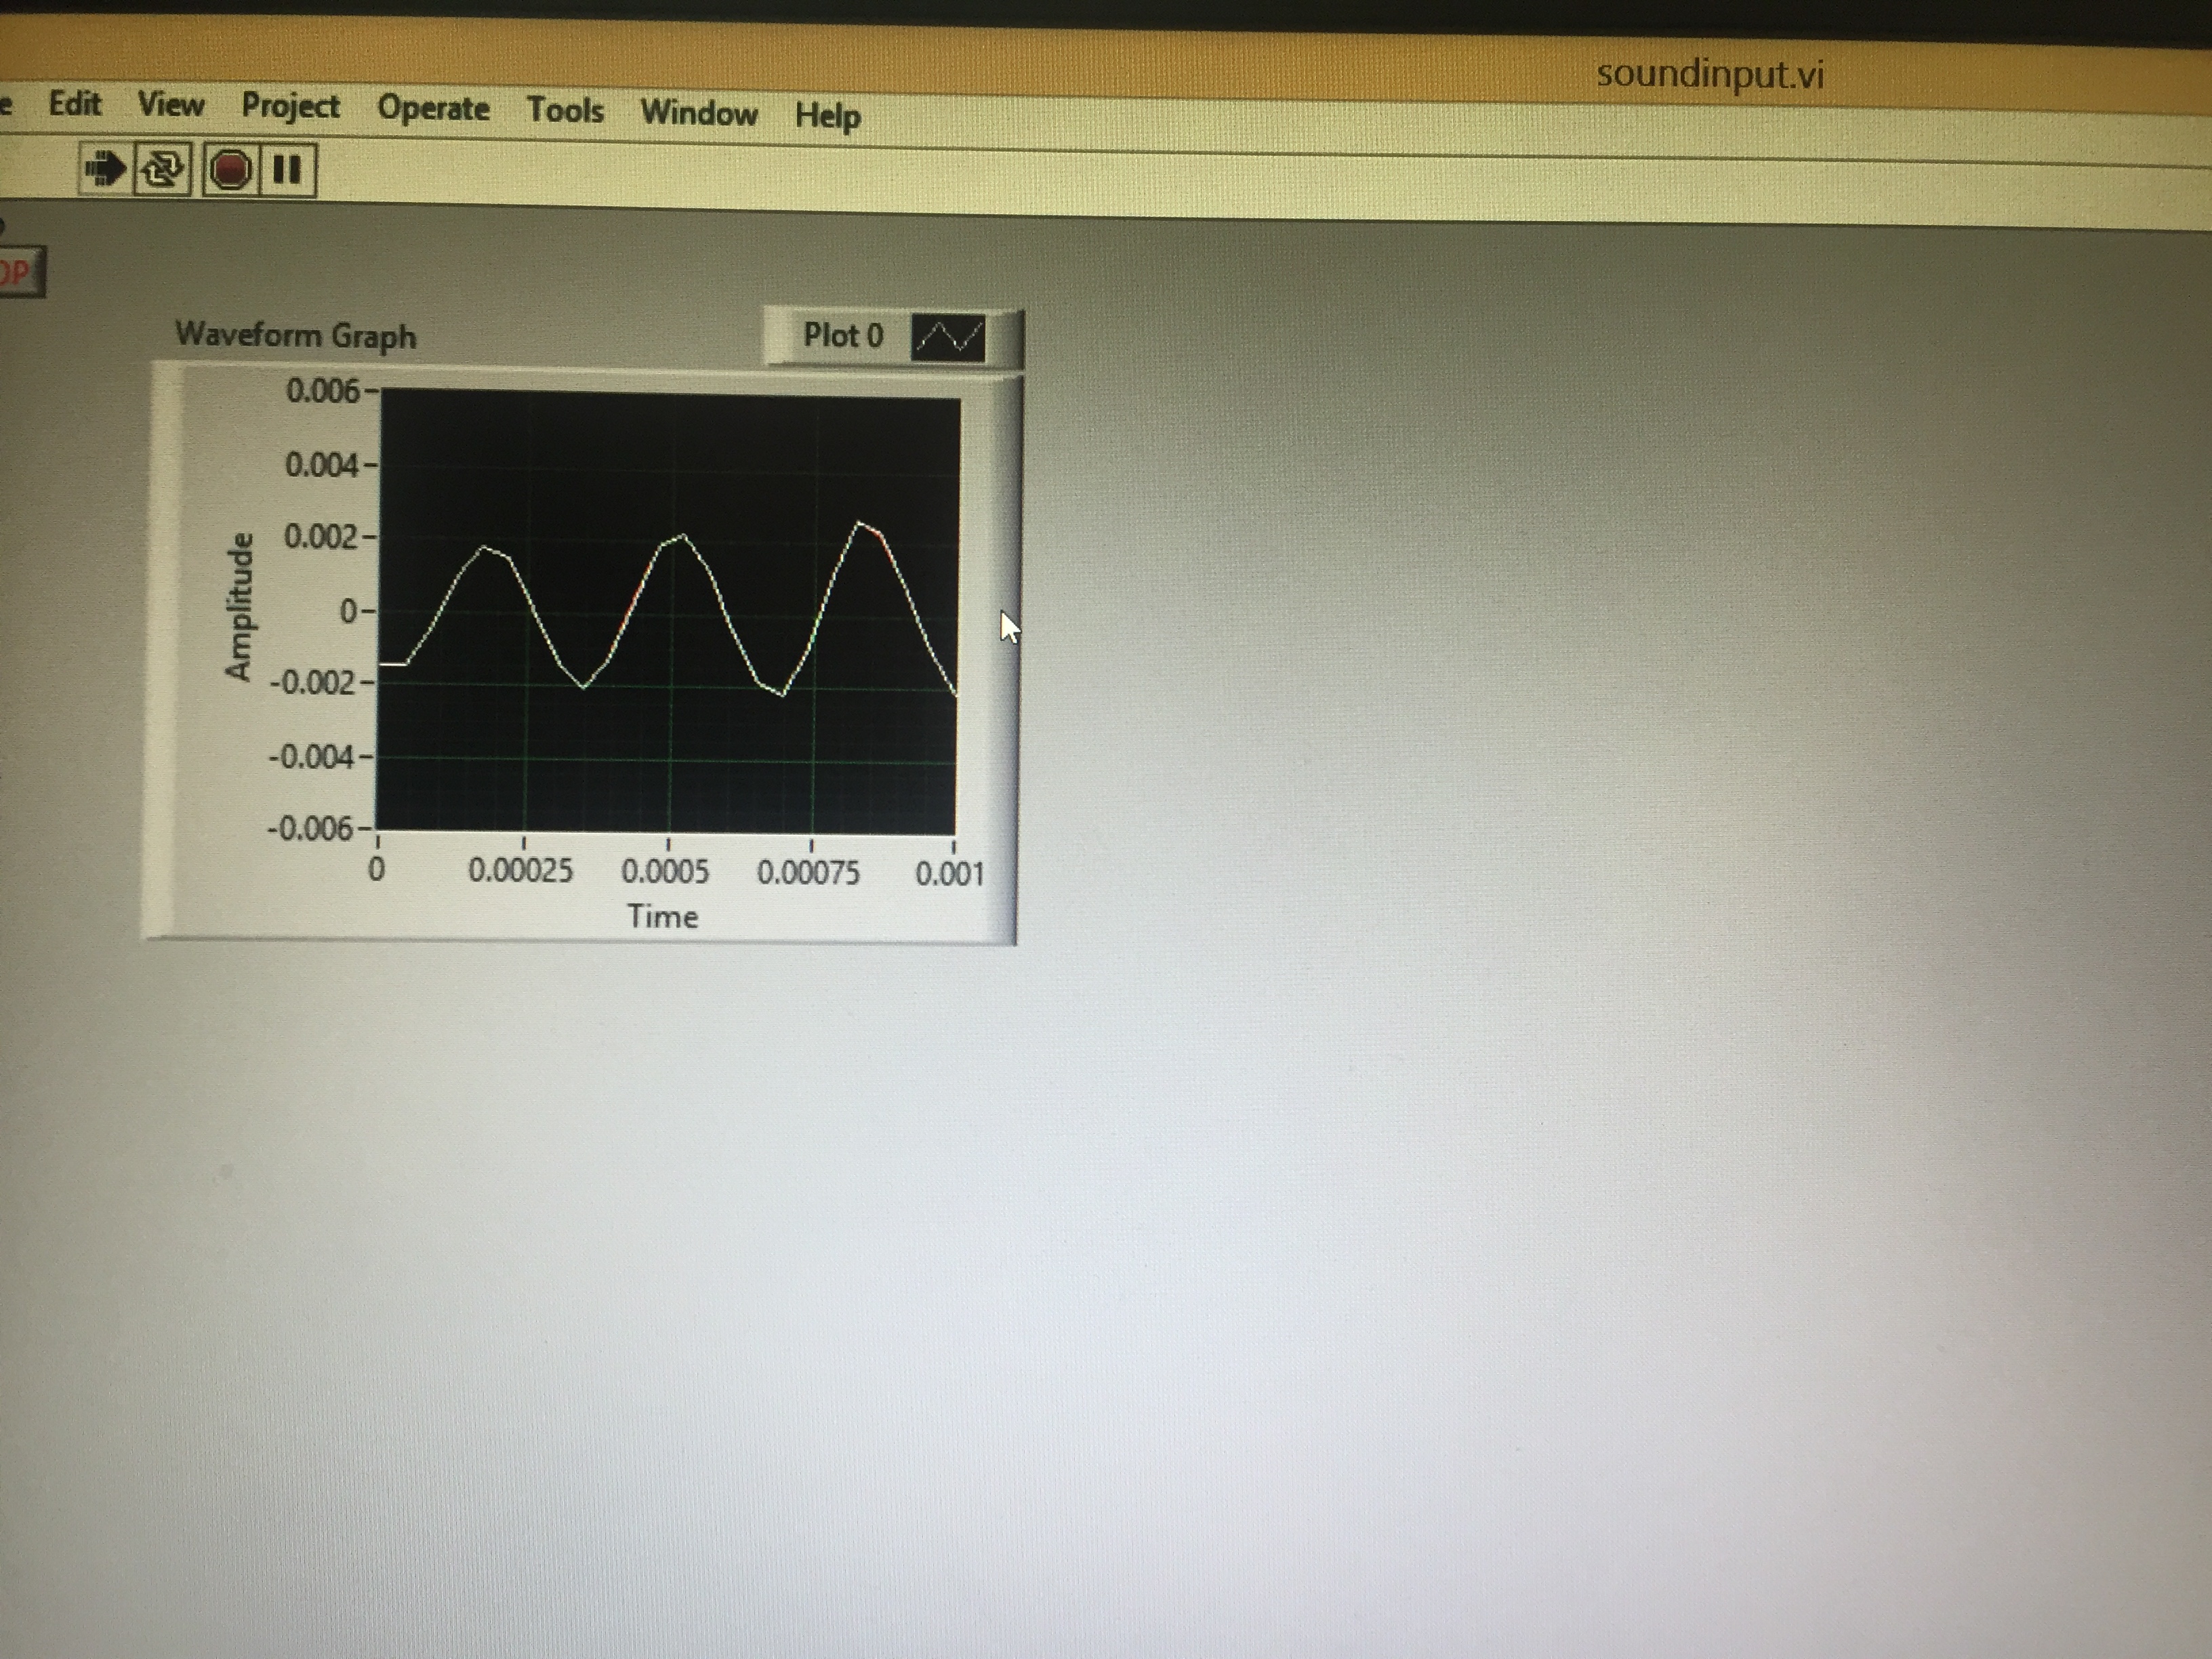 soundinput.vi
e Edit View Project Operate Tools Window Help
OP
Waveform Graph
Plot 0
0.006
0.004
0.002
0
-0.002
-0.004
-0.006
Amplitude
0 0.00025 0.0005 0.00075 0.001
Time